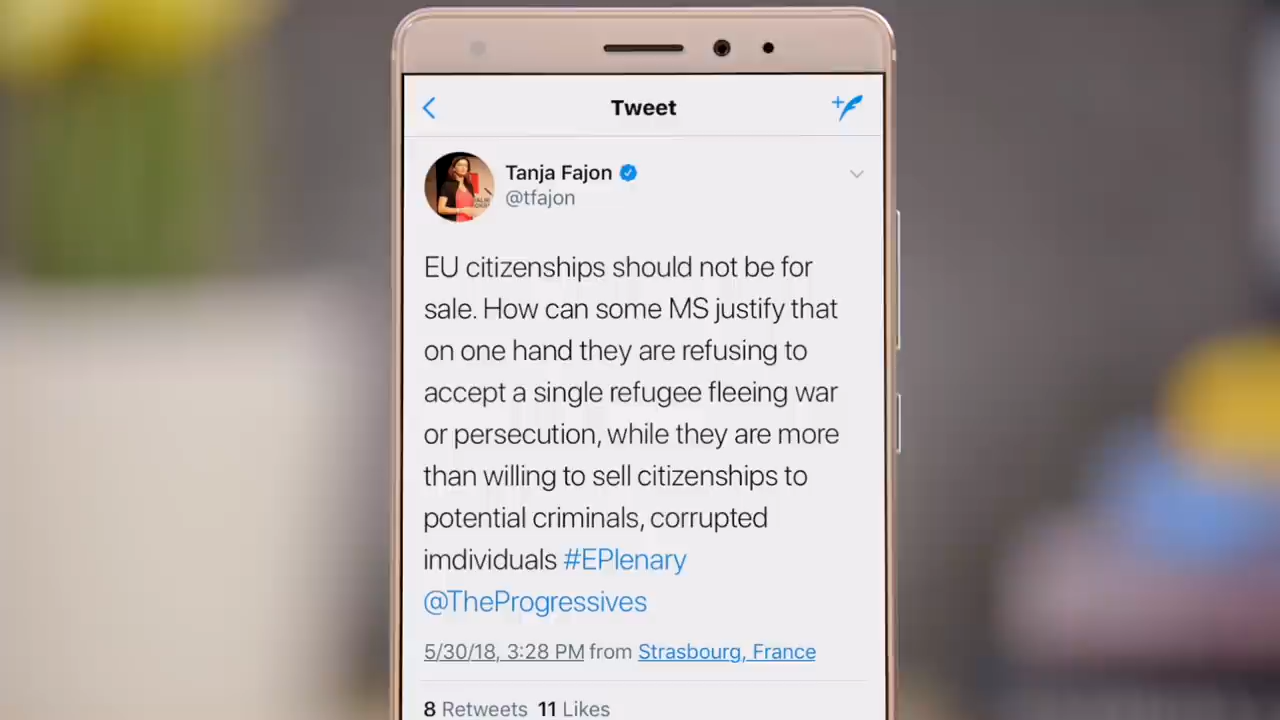 Tweet
Tanja Fajon
@tfajon
EU citizenships should not be for
sale. How can some MS justify that
on one hand they are refusing to
accept a single refugee fleeing war
or persecution, while they are more
than willing to sell citizenships to
potential criminals, corrupted
imdividuals #EPlenary
@TheProgressives
5/30/18, 3:28 PM from Strasbourg, France
8 Retweets 11 Likes